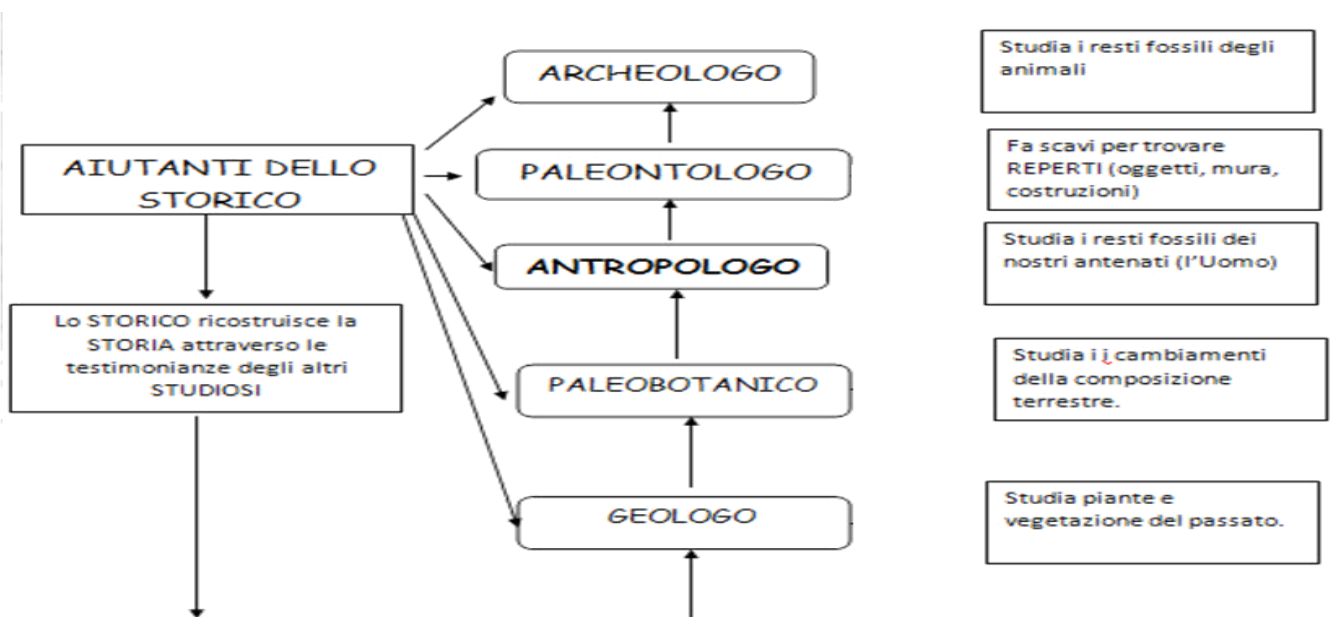 AIUTANTI DELLO
STORICO
Lo STORICO ricostruisce la
STORIA attraverso le
testimonianze degli altri
STUDIOSI
ARCHEOLOGO
PALEONTOLOGO
ANTROPOLOGO
PALEOBOTANICO
GEOLOGO
Studia i resti fossili degli
animali
Fa scavi per trovare
REPERTI (oggetti, mura,
costruzioni)
Studia i resti fossili dei
nostri antenati (l'Uomo)
Studia i i cambiamenti
della composizione
terrestre.
Studia piante e
vegetazione del passato.